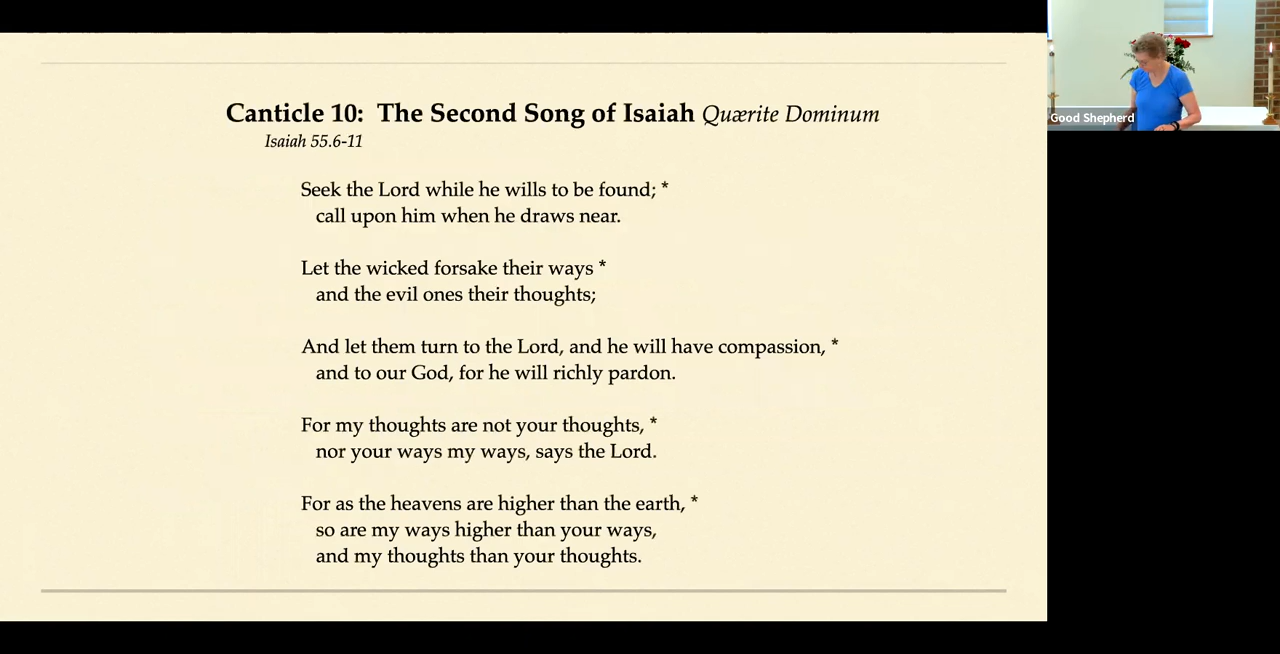 Canticle 10: The Second Song of Isaiah Quærite Dominum
Isaiah 55.6-11
Seek the Lord while he wills to be found; *
call upon him when he draws near.
Let the wicked forsake their ways *
and the evil ones their thoughts;
And let them turn to the Lord, and he will have compassion, *
and to our God, for he will richly pardon.
For my thoughts are not your thoughts, *
nor your ways my ways, says the Lord.
For as the heavens are higher than the earth, *
so are my ways higher than your ways,
and my thoughts than your thoughts.
Good Shepherd